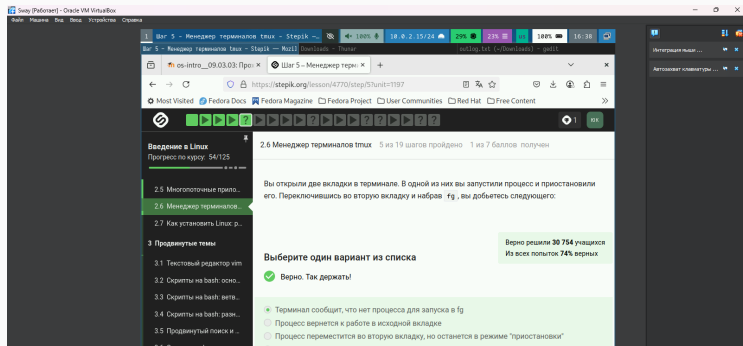 Sway [Работает] - Oracle VM VirtualBox
Файл Машина Вид Ввод Устройства Справка
1 Шаг 5 - Менеджер терминалов tmux - Stepik —… 100% 10.0.2.15/24 29% 23% us 100% 16:38
Шаг 5 - Менеджер терминалов tmux - Stepik — Mozil Downloads - Thunar outlog.txt (~/Downloads) - gedit
os-intro__09.03.03: Про: × Шаг 5 – Менеджер терм × +
https://stepik.org/lesson/4770/step/5?unit=1197
Most Visited Fedora Docs Fedora Magazine Fedora Project User Communities Red Hat Free Content
1
Введение в Linux
Прогресс по курсу: 54/125
2.6 Менеджер терминалов tmux 5 из 19 шагов пройдено 1 из 7 баллов получен
2.5 Многопоточные прило…
2.6 Менеджер терминалов…
2.7 Как установить Linux: р…
3 Продвинутые темы
3.1 Текстовый редактор vim
3.2 Скрипты на bash: осно…
3.3 Скрипты на bash: ветв…
3.4 Скрипты на bash: разн…
3.5 Продвинутый поиск и …
Вы открыли две вкладки в терминале. В одной из них вы запустили процесс и приостановили
его. Переключившись во вторую вкладку и набрав fg , вы добьетесь следующего:
Верно решили 30 754 учащихся
Из всех попыток 74% верных
Выберите один вариант из списка
Верно. Так держать!
Терминал сообщит, что нет процесса для запуска в fg
Процесс вернется к работе в исходной вкладке
Процесс переместится во вторую вкладку, но останется в режиме "приостановки"
Интеграция мыши ...
Автозахват клавиатуры ...